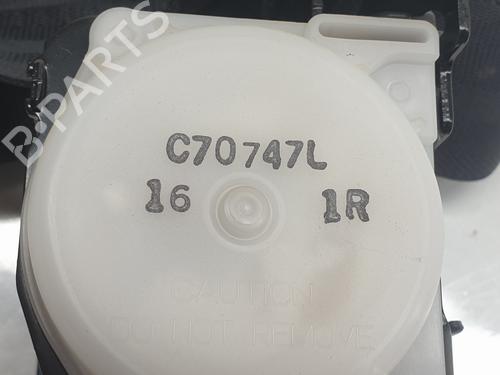 B-PARTS
C70747L
16 1R
CAUTION
DO NOT REMOVE